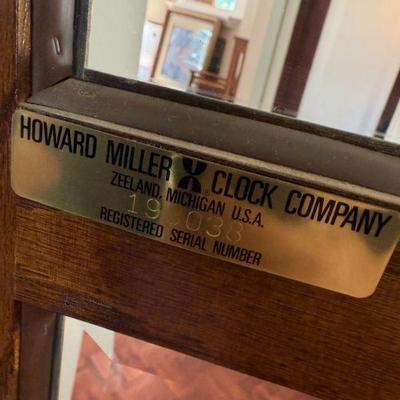 HOWARD MILLER CLOCK COMPANY
ZEELAND, MICHIGAN U.S.A.
REGISTERED SERIAL NUMBER